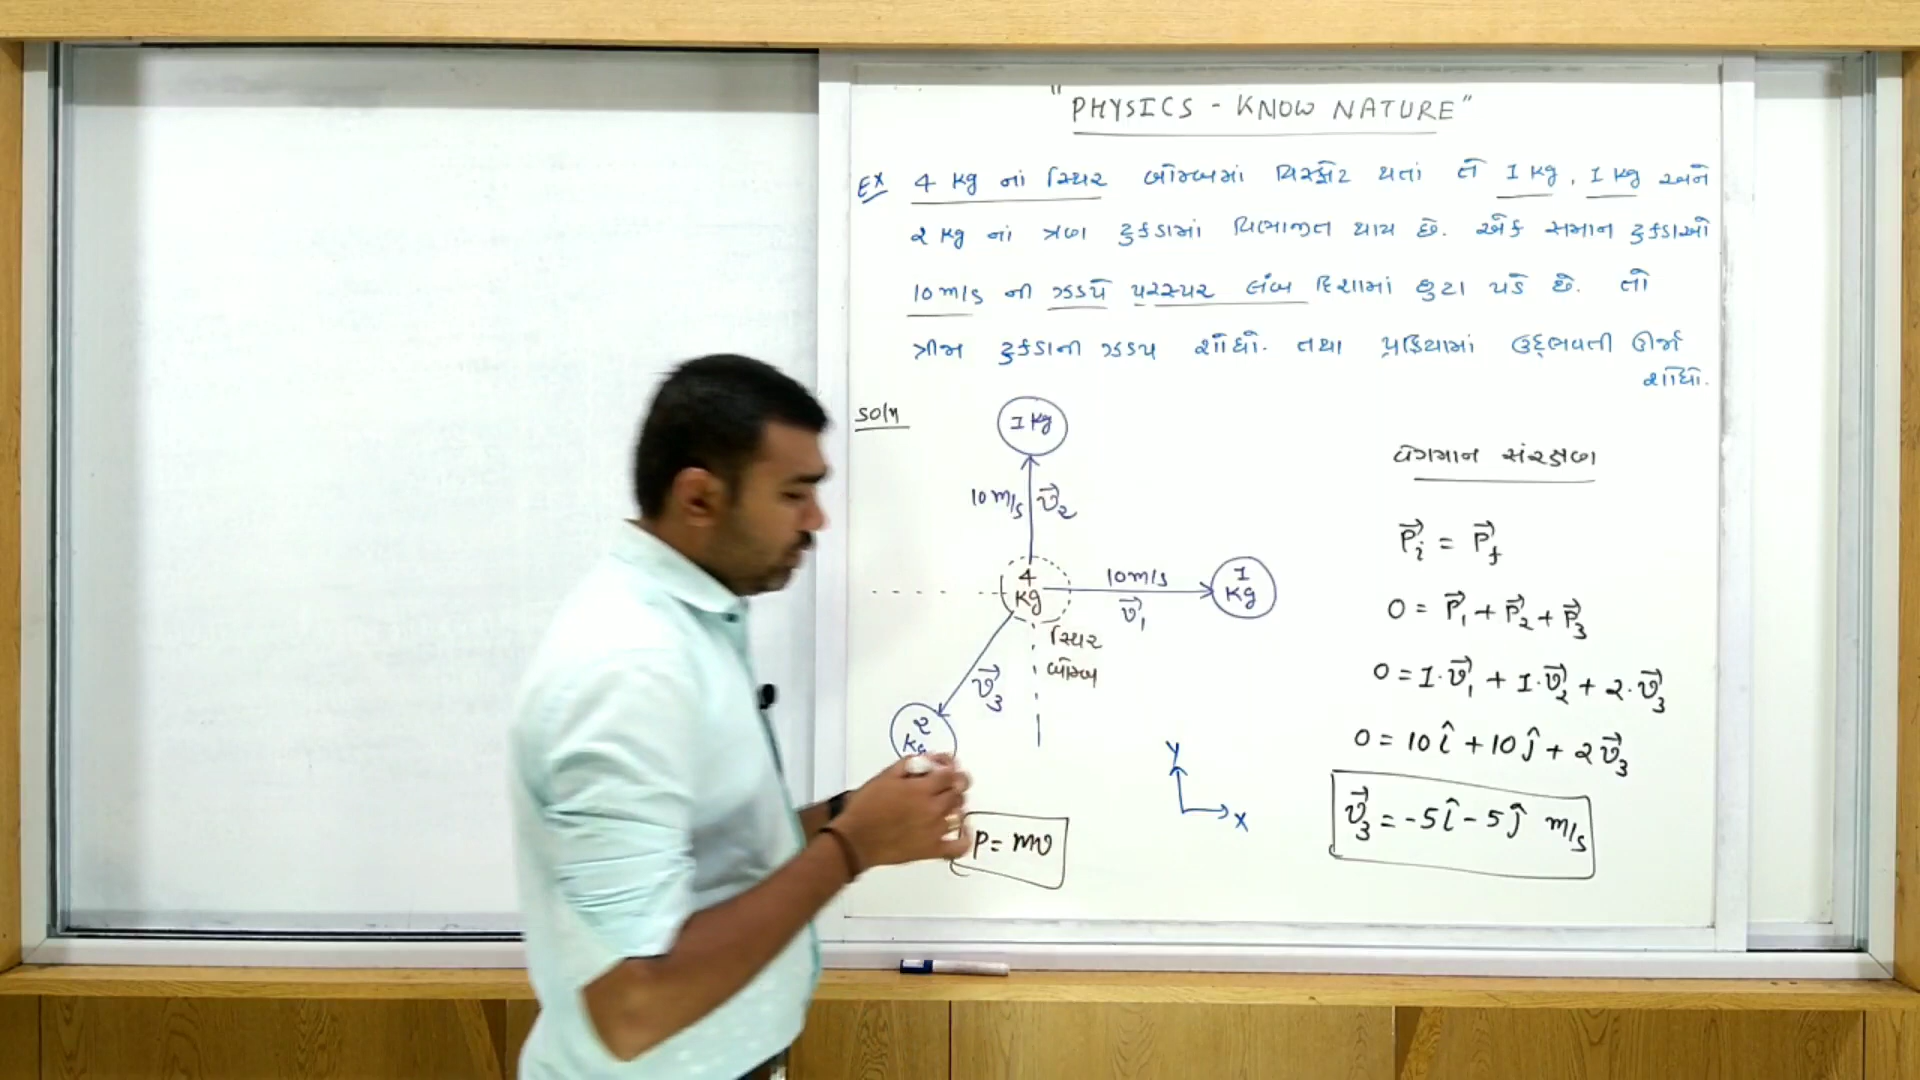 "PHYSICS - KNOW NATURE"
Ex 4 Kg નાં સ્થિર બોમ્બમાં વિસ્ફોટ થતાં તે 1 Kg, 1 Kg અને
2 Kg નાં ત્રણ ટુકડામાં વિભાજીત થાય છે. એક સમાન ટુકડાઓ
10 m/s ની ઝડપે પરસ્પર લંબ દિશામાં છુટા પડે છે. તો
ત્રીજા ટુકડાની ઝડપ શોધો. તથા પ્રક્રિયામાં ઉદ્ભવતી ઊર્જા
શોધો.
Soln
1 Kg
10 m/s v⃗₂
4 Kg
10 m/s
v⃗₁
1 Kg
સ્થિર
બોમ્બ
v⃗₃
2 Kg
Y
X
P = mv
વેગમાન સંરક્ષણ
P⃗i = P⃗f
0 = P⃗₁ + P⃗₂ + P⃗₃
0 = 1·v⃗₁ + 1·v⃗₂ + 2·v⃗₃
0 = 10î + 10ĵ + 2v⃗₃
v⃗₃ = -5î - 5ĵ m/s